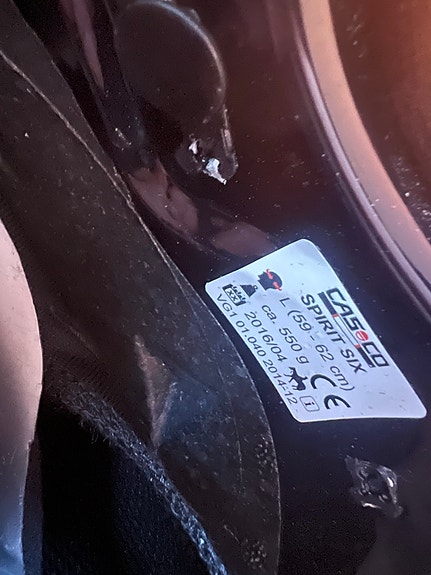 CASCO
SPIRIT SIX
L (59 - 62 cm)
ca. 550 g CE
2016/04
VG1 01.040 2014-12